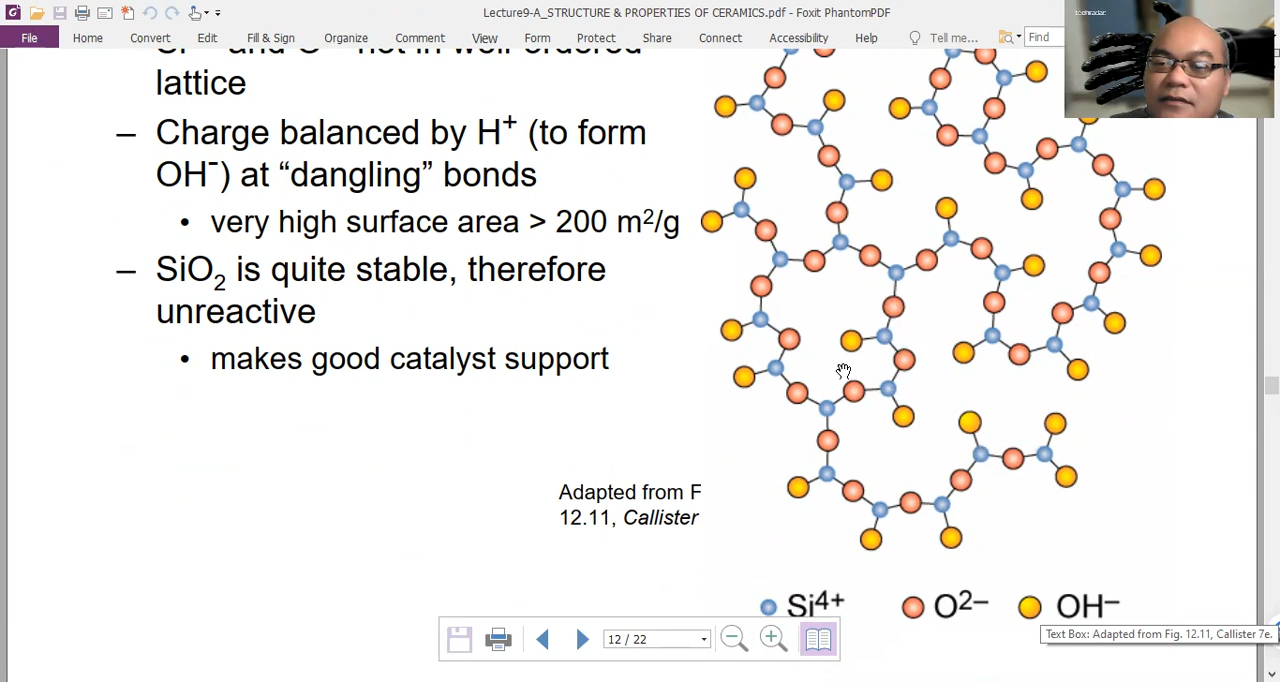 Lecture9-A_STRUCTURE & PROPERTIES OF CERAMICS.pdf - Foxit PhantomPDF
techradar.
File Home Convert Edit Fill & Sign Organize Comment View Form Protect Share Connect Accessibility Help Tell me... Find
lattice
– Charge balanced by H+ (to form
OH-) at “dangling” bonds
• very high surface area > 200 m2/g
– SiO2 is quite stable, therefore
unreactive
• makes good catalyst support
Adapted from F
12.11, Callister
Si4+ O2– OH–
Text Box: Adapted from Fig. 12.11, Callister 7e.
12 / 22